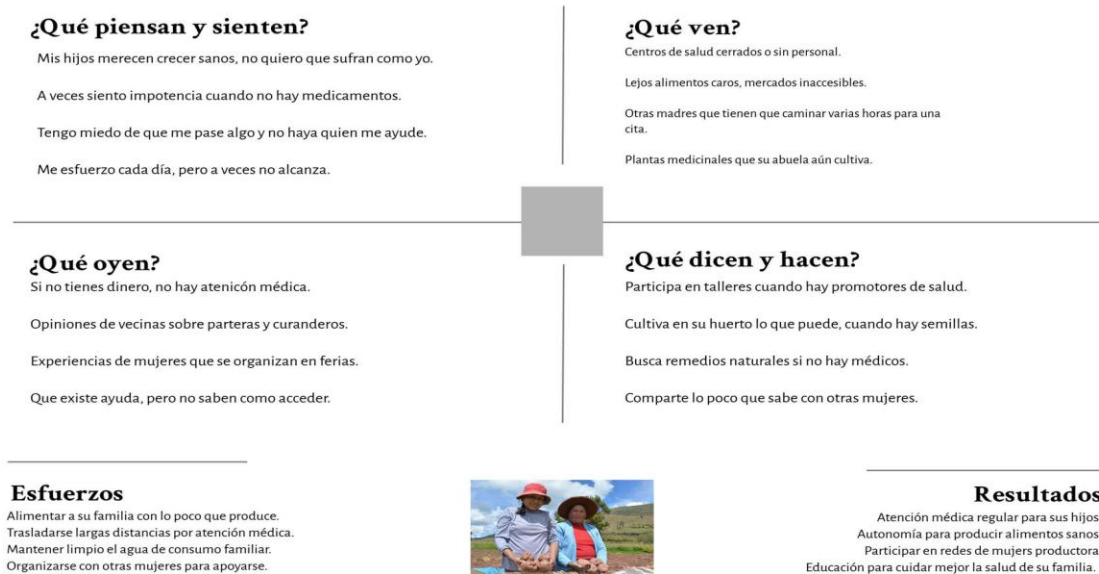 ¿Qué piensan y sienten?
Mis hijos merecen crecer sanos, no quiero que sufran como yo.
A veces siento impotencia cuando no hay medicamentos.
Tengo miedo de que me pase algo y no haya quien me ayude.
Me esfuerzo cada día, pero a veces no alcanza.
¿Qué ven?
Centros de salud cerrados o sin personal.
Lejos alimentos caros, mercados inaccesibles.
Otras madres que tienen que caminar varias horas para una
cita.
Plantas medicinales que su abuela aún cultiva.
¿Qué oyen?
Si no tienes dinero, no hay atenicón médica.
Opiniones de vecinas sobre parteras y curanderos.
Experiencias de mujeres que se organizan en ferias.
Que existe ayuda, pero no saben como acceder.
¿Qué dicen y hacen?
Participa en talleres cuando hay promotores de salud.
Cultiva en su huerto lo que puede, cuando hay semillas.
Busca remedios naturales si no hay médicos.
Comparte lo poco que sabe con otras mujeres.
Esfuerzos
Alimentar a su familia con lo poco que produce.
Trasladarse largas distancias por atención médica.
Mantener limpio el agua de consumo familiar.
Organizarse con otras mujeres para apoyarse.
Resultados
Atención médica regular para sus hijos
Autonomía para producir alimentos sanos
Participar en redes de mujers productora
Educación para cuidar mejor la salud de su familia.